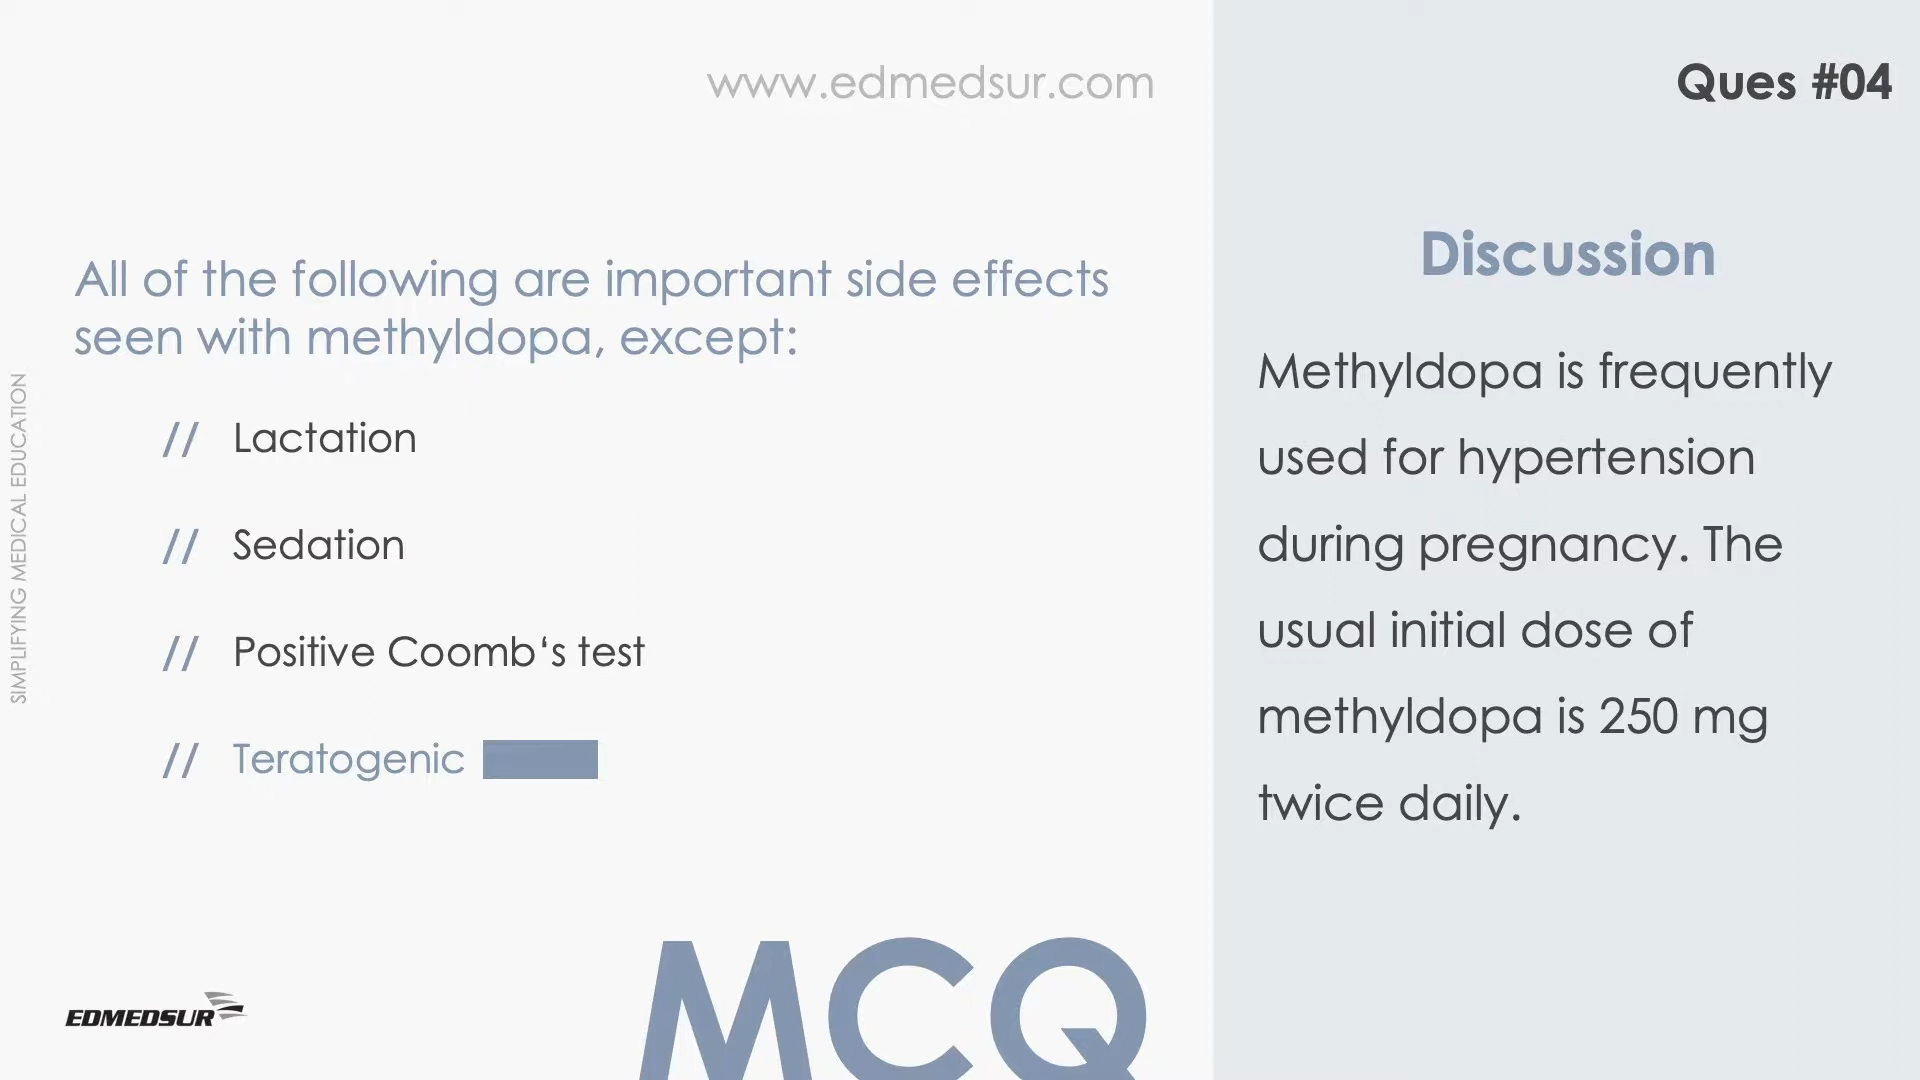 www.edmedsur.com
Ques #04
All of the following are important side effects
seen with methyldopa, except:
// Lactation
// Sedation
// Positive Coomb‘s test
// Teratogenic
Discussion
Methyldopa is frequently
used for hypertension
during pregnancy. The
usual initial dose of
methyldopa is 250 mg
twice daily.
SIMPLIFYING MEDICAL EDUCATION
EDMEDSUR
MCQ